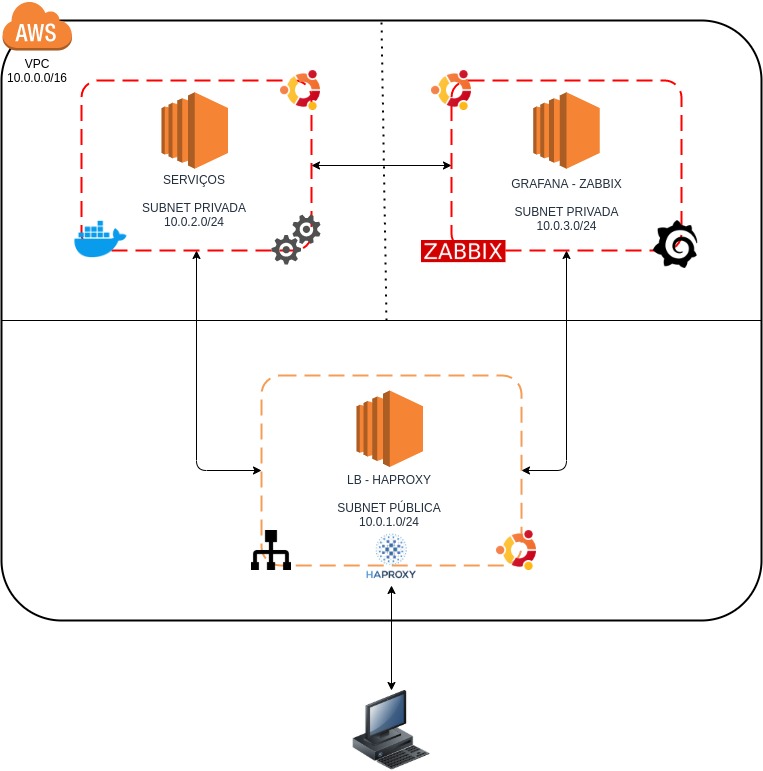 AWS
VPC
10.0.0.0/16
SERVIÇOS
SUBNET PRIVADA
10.0.2.0/24
GRAFANA - ZABBIX
SUBNET PRIVADA
10.0.3.0/24
ZABBIX
LB - HAPROXY
SUBNET PÚBLICA
10.0.1.0/24
HAPROXY